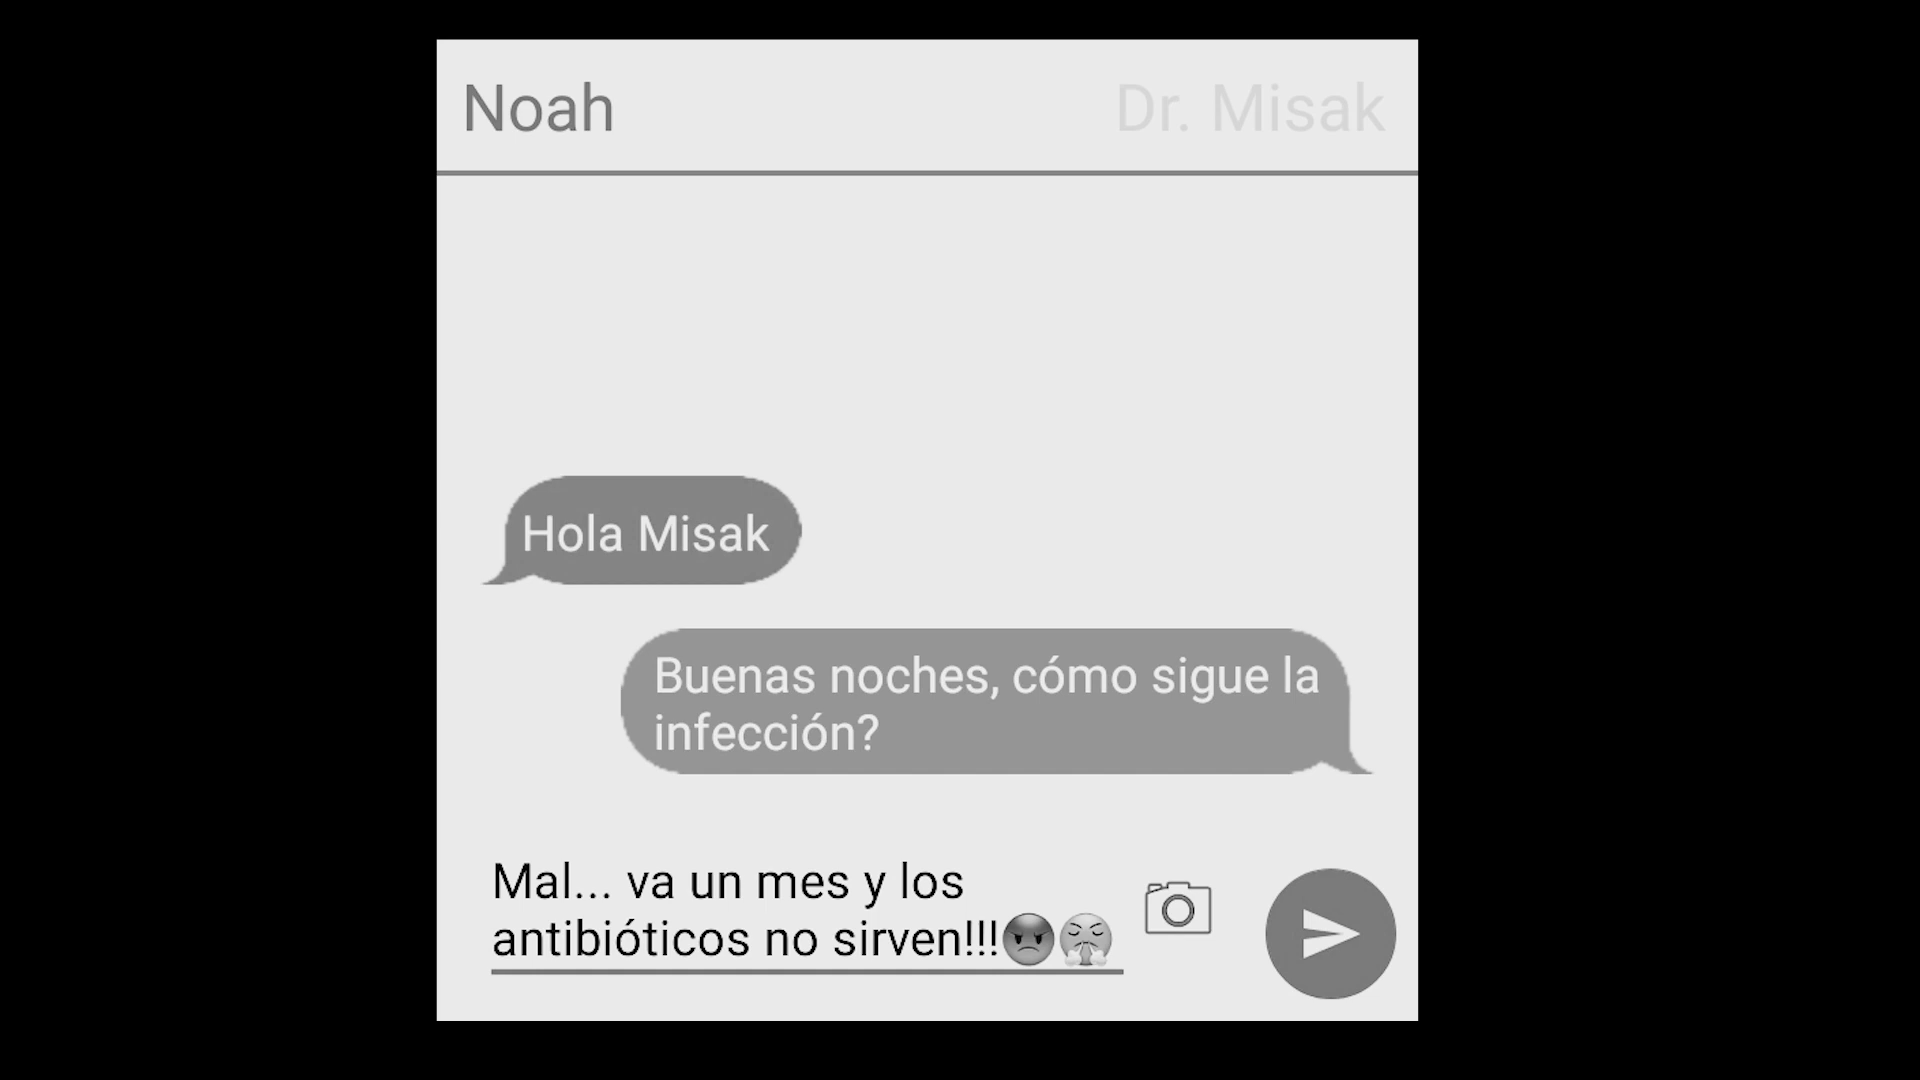 Noah
Dr. Misak
Hola Misak
Buenas noches, cómo sigue la
infección?
Mal... va un mes y los
antibióticos no sirven!!!😡😤